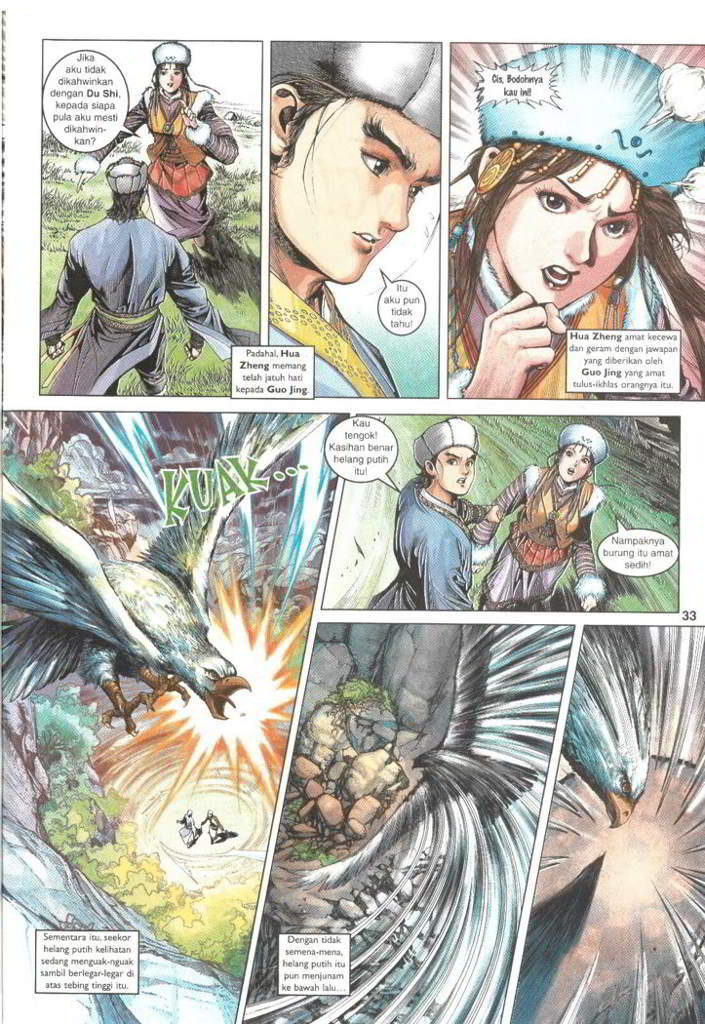 Jika
aku tidak
dikahwinkan
dengan Du Shi,
kepada siapa
pula aku mesti
dikahwin-
kan?
Padahal, Hua
Zheng memang
telah jatuh hati
kepada Guo Jing.
Itu
aku pun
tidak
tahu!
Cis, Bodohnya
kau ini!!
Hua Zheng amat kecewa
dan geram dengan jawapan
yang diberikan oleh
Guo Jing yang amat
tulus-ikhlas orangnya itu.
KUAK...
Sementara itu, seekor
helang putih kelihatan
sedang menguak-nguak
sambil berlegar-legar di
atas tebing tinggi itu.
Kau
tengok!
Kasihan benar
helang putih
itu!
Nampaknya
burung itu amat
sedih!
33
Dengan tidak
semena-mena,
helang putih itu
pun menjunam
ke bawah lalu...